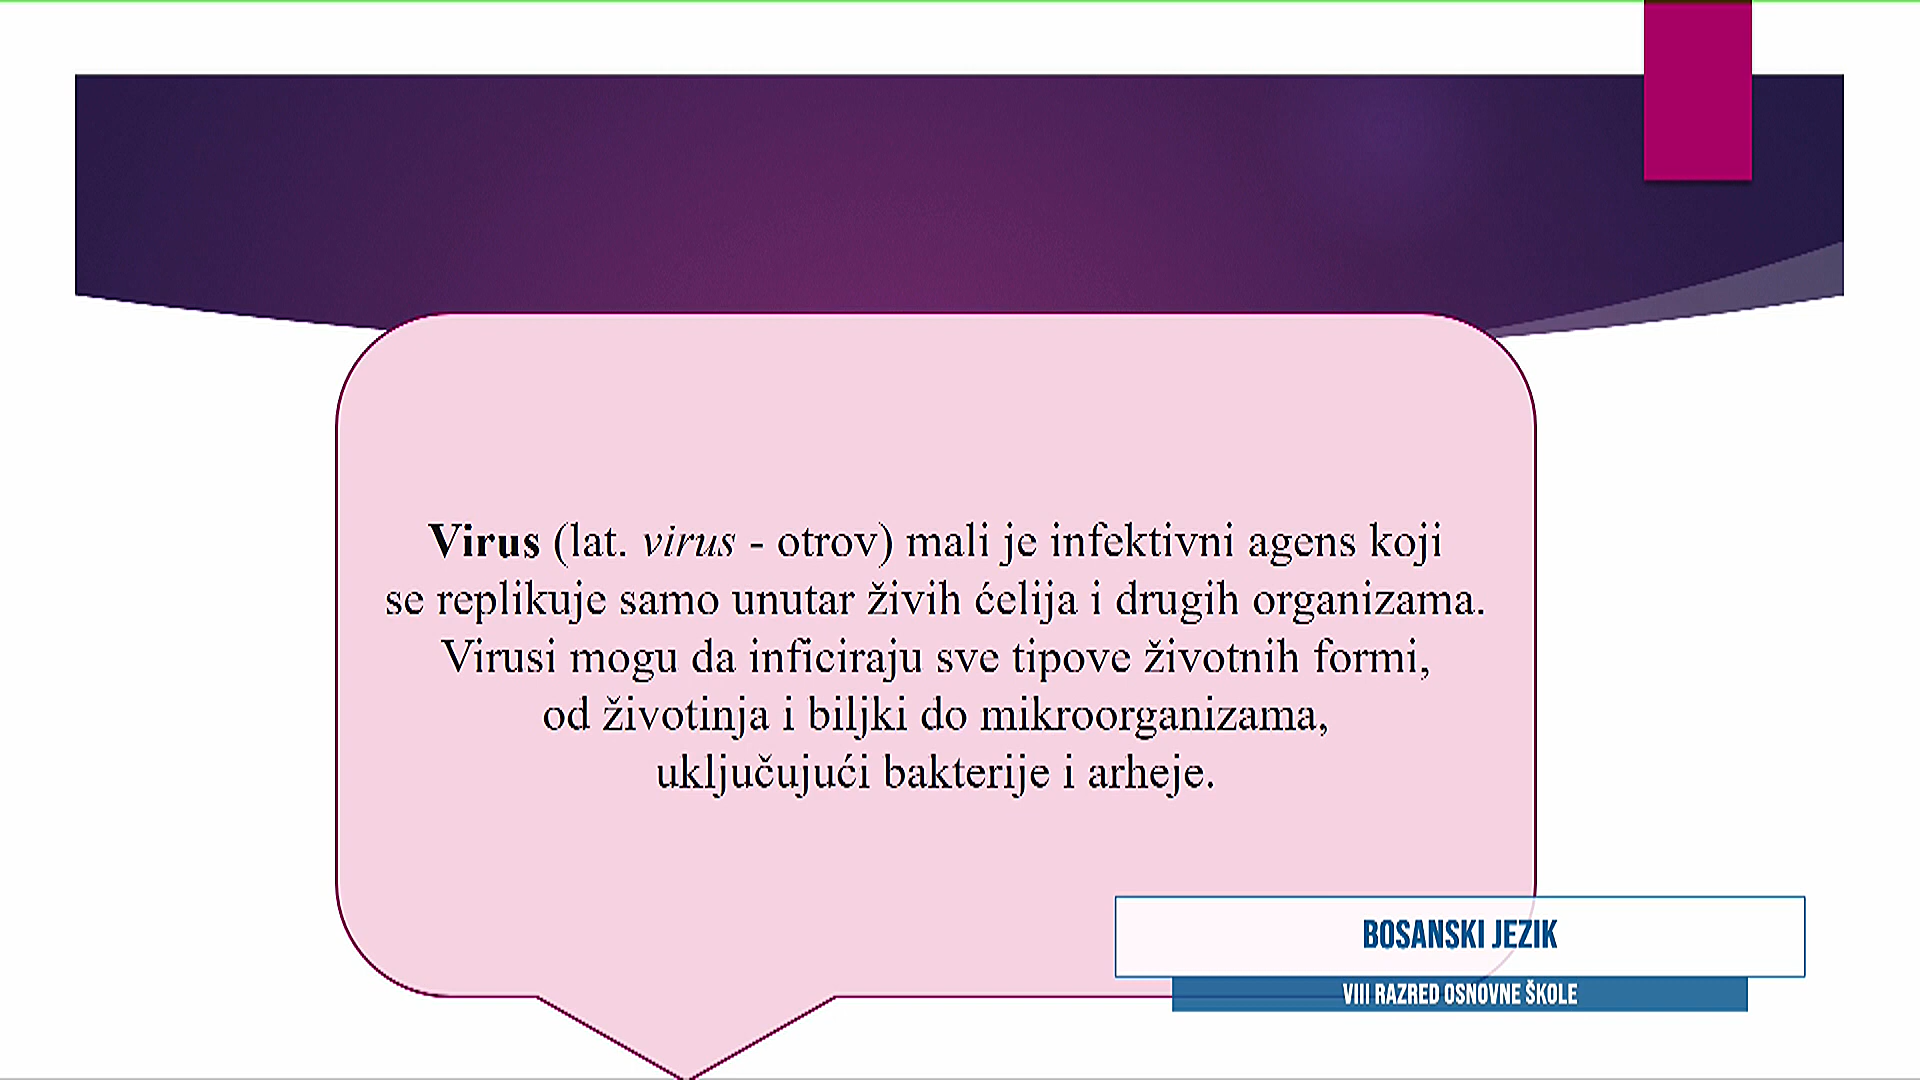 Virus (lat. virus - otrov) mali je infektivni agens koji
se replikuje samo unutar živih ćelija i drugih organizama.
Virusi mogu da inficiraju sve tipove životnih formi,
od životinja i biljki do mikroorganizama,
uključujući bakterije i arheje.
BOSANSKI JEZIK
VIII RAZRED OSNOVNE ŠKOLE